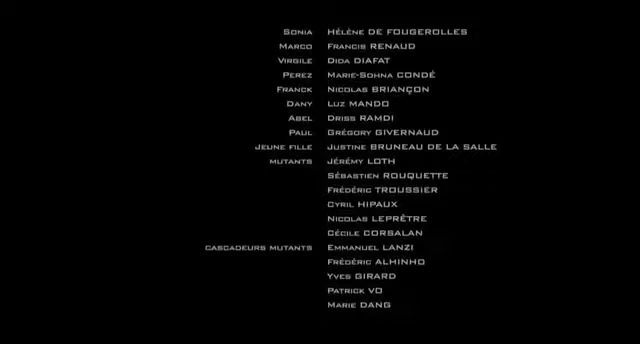 Sonia Hélène DE FOUGEROLLES
Marco Francis RENAUD
Virgile Dida DIAFAT
Perez Marie-Sohna CONDÉ
Franck Nicolas BRIANÇON
Dany Luz MANDO
Abel Driss RAMDI
Paul Grégory GIVERNAUD
Jeune fille Justine BRUNEAU DE LA SALLE
mutants Jérémy LOTH
Sébastien ROUQUETTE
Frédéric TROUSSIER
Cyril HIPAUX
Nicolas LEPRÊTRE
Cécile CORSALAN
cascadeurs mutants Emmanuel LANZI
Frédéric ALHINHO
Yves GIRARD
Patrick VO
Marie DANG